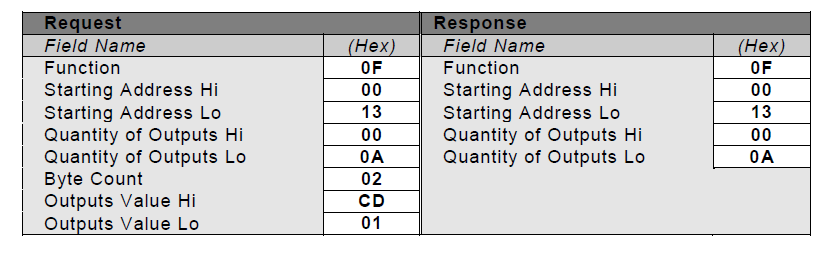 Request Response
Field Name (Hex) Field Name (Hex)
Function 0F Function 0F
Starting Address Hi 00 Starting Address Hi 00
Starting Address Lo 13 Starting Address Lo 13
Quantity of Outputs Hi 00 Quantity of Outputs Hi 00
Quantity of Outputs Lo 0A Quantity of Outputs Lo 0A
Byte Count 02
Outputs Value Hi CD
Outputs Value Lo 01